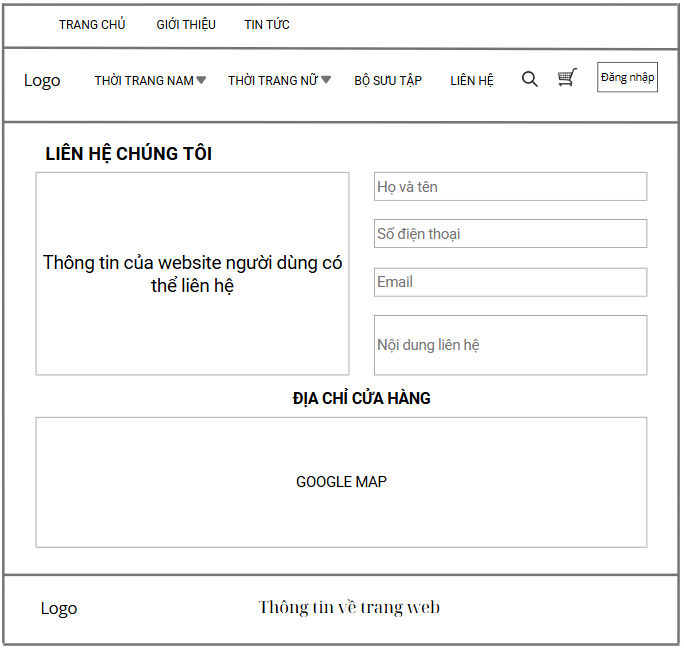 TRANG CHỦ GIỚI THIỆU TIN TỨC
Logo THỜI TRANG NAM THỜI TRANG NỮ BỘ SƯU TẬP LIÊN HỆ Đăng nhập
LIÊN HỆ CHÚNG TÔI
Thông tin của website người dùng có
thể liên hệ
Họ và tên
Số điện thoại
Email
Nội dung liên hệ
ĐỊA CHỈ CỬA HÀNG
GOOGLE MAP
Logo Thông tin về trang web